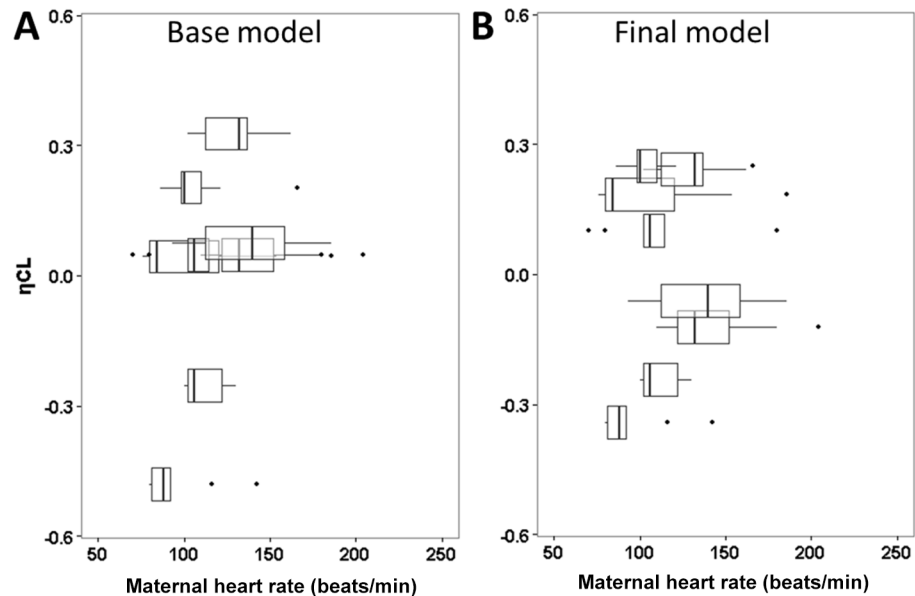 A Base model
0.6
0.3
0.0
-0.3
-0.6
ηCL
50 100 150 200 250
Maternal heart rate (beats/min)
B Final model
0.6
0.3
0.0
-0.3
-0.6
50 100 150 200 250
Maternal heart rate (beats/min)